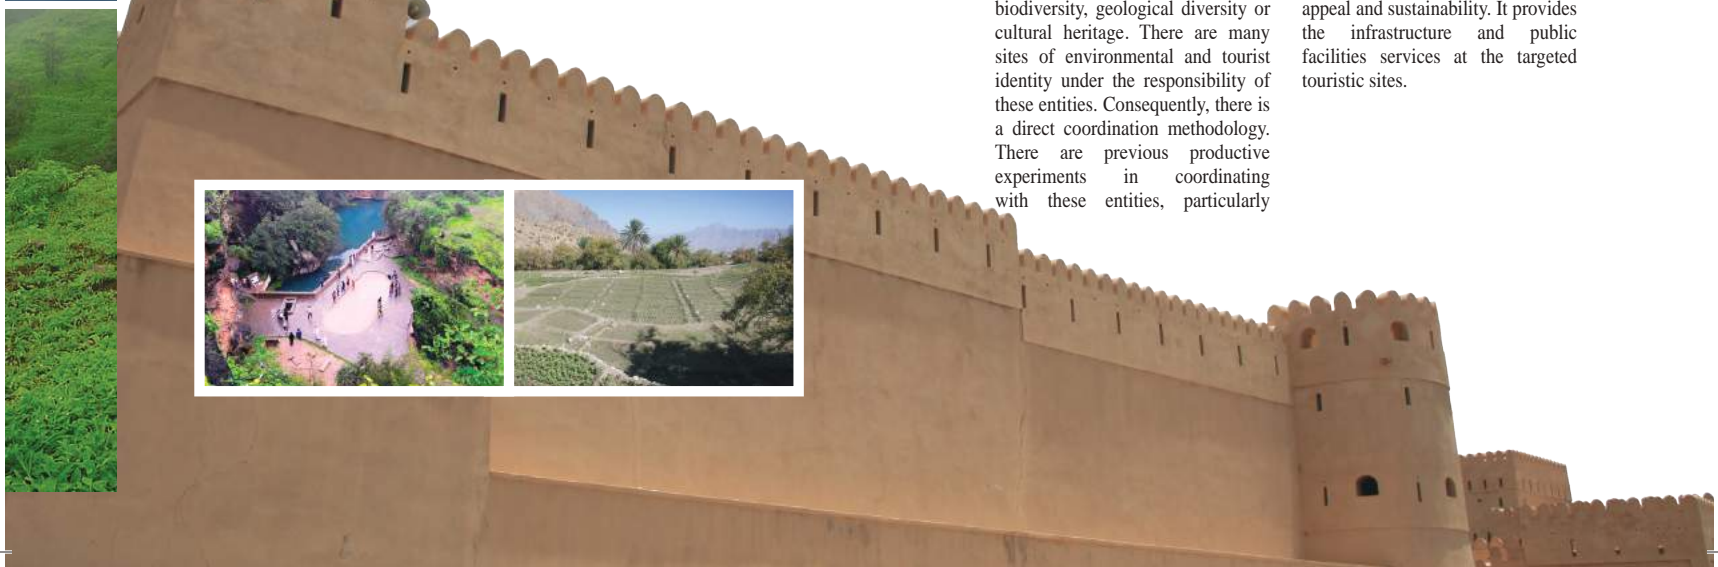 biodiversity, geological diversity or
cultural heritage. There are many
sites of environmental and tourist
identity under the responsibility of
these entities. Consequently, there is
a direct coordination methodology.
There are previous productive
experiments in coordinating
with these entities, particularly
appeal and sustainability. It provides
the infrastructure and public
facilities services at the targeted
touristic sites.